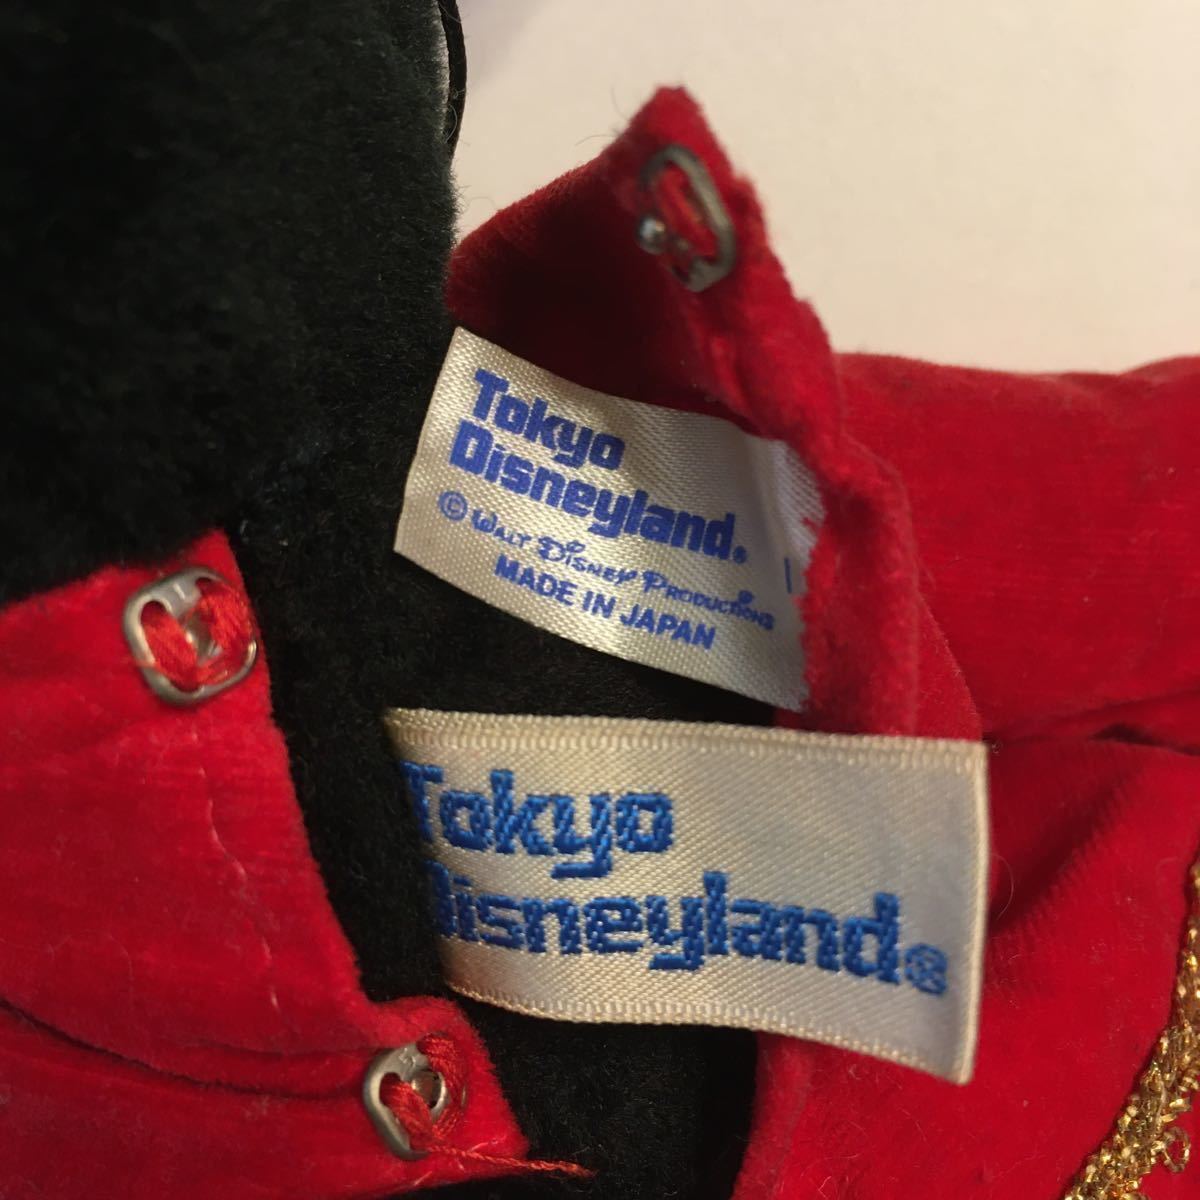 Tokyo
Disneyland®
© WALT DISNEY PRODUCTIONS
MADE IN JAPAN
Tokyo
Disneyland®